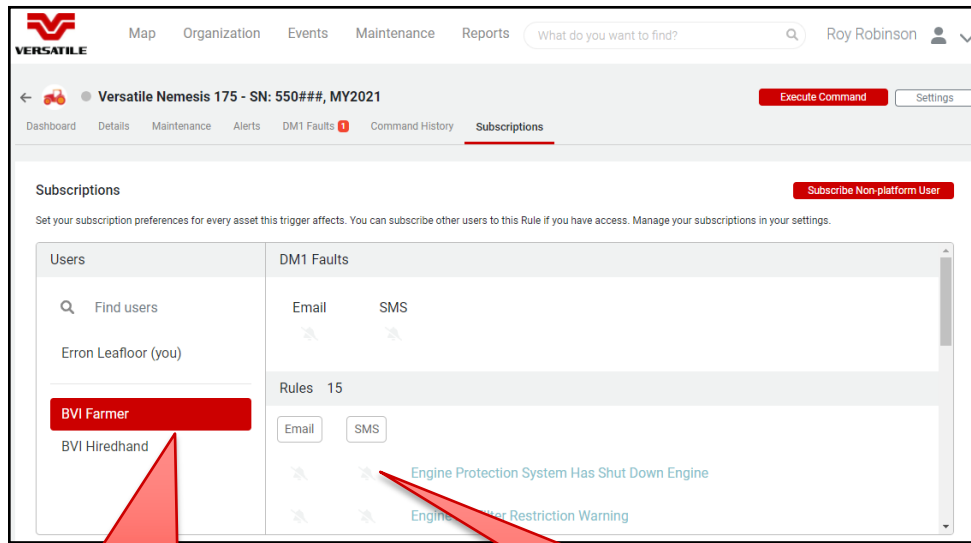 VERSATILE
Map Organization Events Maintenance Reports What do you want to find? Roy Robinson
Versatile Nemesis 175 - SN: 550###, MY2021 Execute Command Settings
Dashboard Details Maintenance Alerts DM1 Faults 1 Command History Subscriptions
Subscriptions Subscribe Non-platform User
Set your subscription preferences for every asset this trigger affects. You can subscribe other users to this Rule if you have access. Manage your subscriptions in your settings.
Users DM1 Faults
Find users Email SMS
Erron Leafloor (you)
Rules 15
BVI Farmer
Email SMS
BVI Hiredhand
Engine Protection System Has Shut Down Engine
Engine Restriction Warning